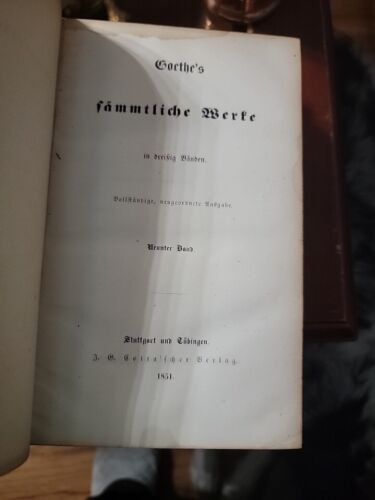 Goethe's
sämmtliche Werke
in dreißig Bänden.
Vollständige, neugeordnete Ausgabe.
Neunter Band.
Stuttgart und Tübingen.
J. G. Cotta'scher Verlag.
1851.